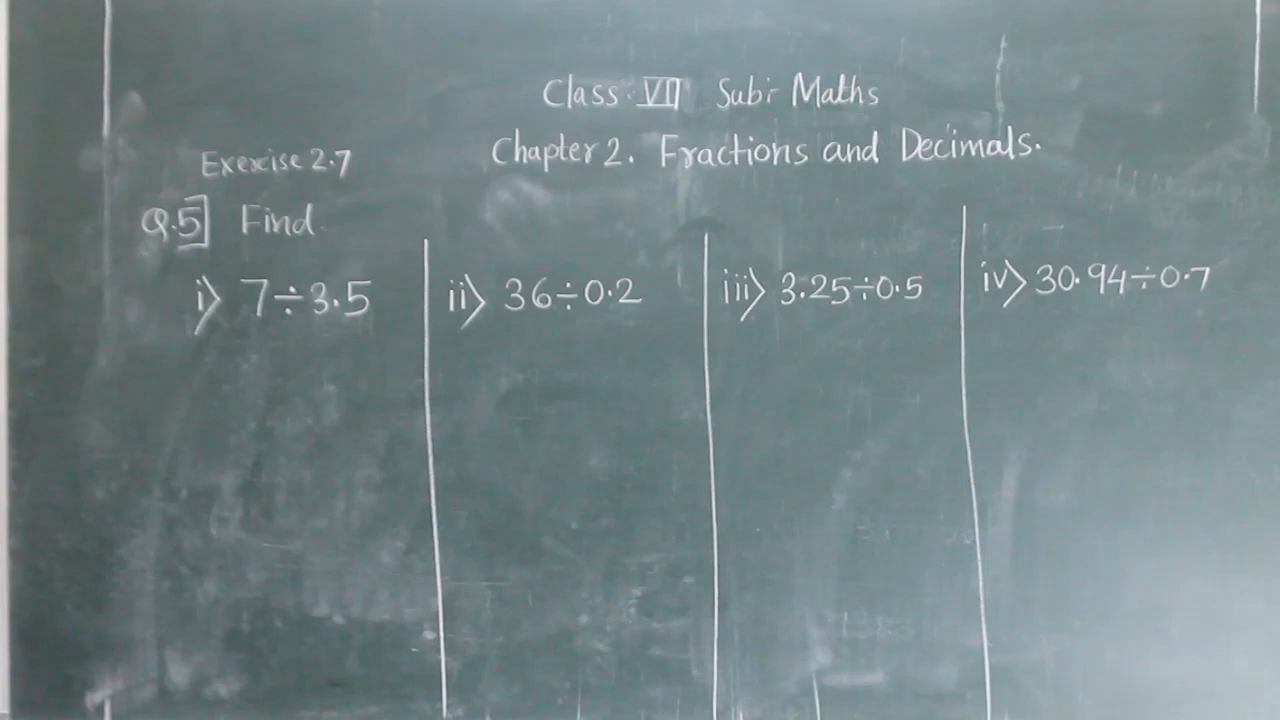 Class: VII Sub:- Maths
Chapter 2. Fractions and Decimals.
Exercise 2.7
Q.5] Find.
i) 7÷3.5
ii) 36÷0.2
iii) 3.25÷0.5
iv) 30.94÷0.7